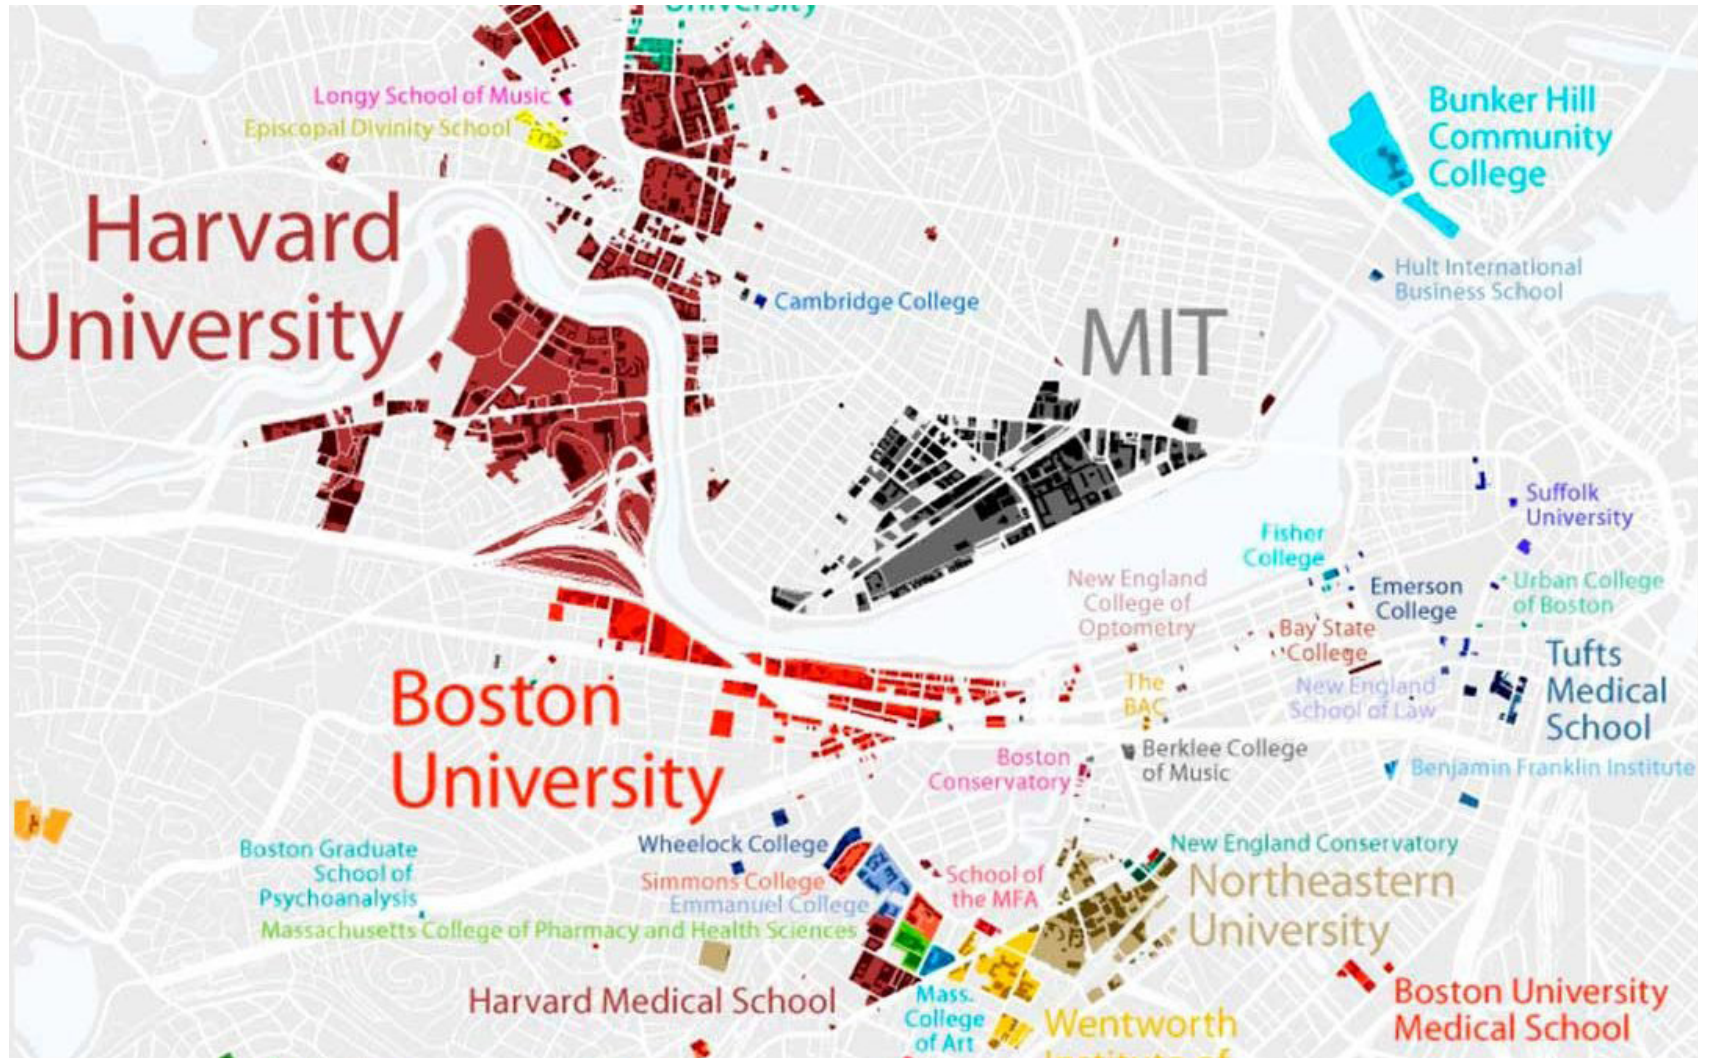 University
Longy School of Music
Episcopal Divinity School
Bunker Hill
Community
College
Harvard
University
Hult International
Business School
Cambridge College
MIT
Suffolk
University
Fisher
College
New England
College of
Optometry
Emerson
College
Urban College
of Boston
Bay State
College
Tufts
Medical
School
Boston
University
The
BAC
New England
School of Law
Boston
Conservatory
Berklee College
of Music
Benjamin Franklin Institute
Wheelock College
Boston Graduate
School of
Psychoanalysis
Simmons College
Emmanuel College
School of
the MFA
New England Conservatory
Northeastern
University
Massachusetts College of Pharmacy and Health Sciences
Harvard Medical School
Mass.
College
of Art
Wentworth
Institute of
Boston University
Medical School